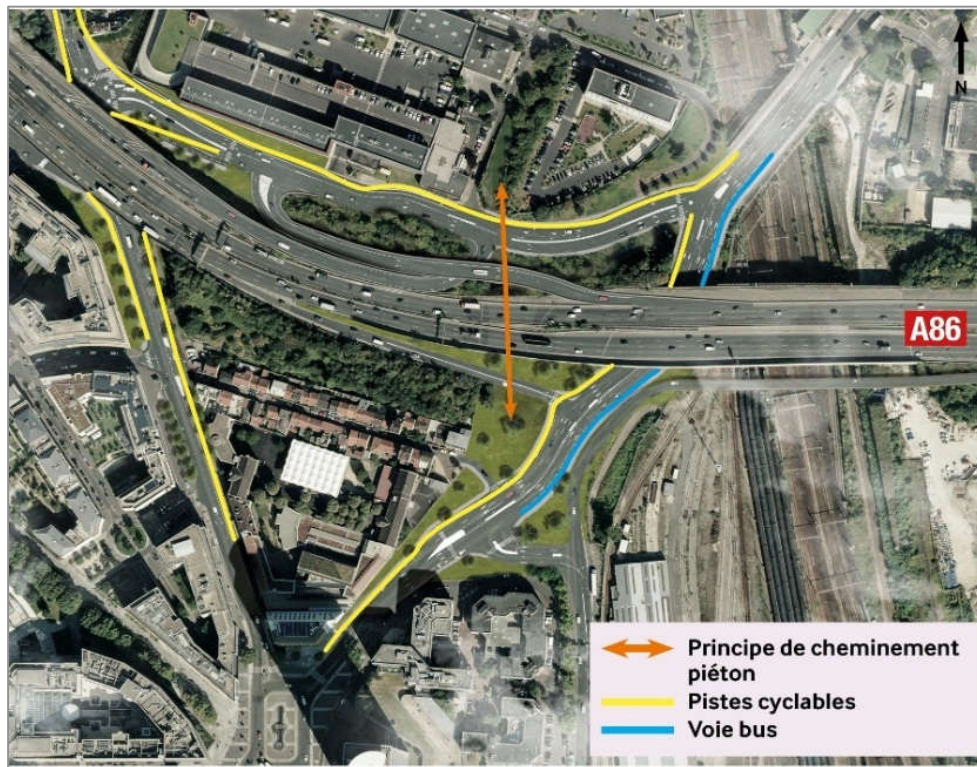 N
A86
Principe de cheminement
piéton
Pistes cyclables
Voie bus